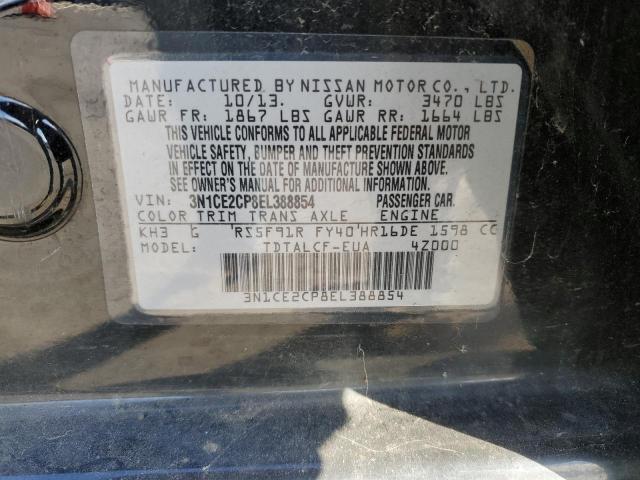 MANUFACTURED BY NISSAN MOTOR CO., LTD.
DATE: 10/13. GVWR: 3470 LBS
GAWR FR: 1867 LBS GAWR RR: 1664 LBS
THIS VEHICLE CONFORMS TO ALL APPLICABLE FEDERAL MOTOR
VEHICLE SAFETY, BUMPER AND THEFT PREVENTION STANDARDS
IN EFFECT ON THE DATE OF MANUFACTURE SHOWN ABOVE.
SEE OWNER'S MANUAL FOR ADDITIONAL INFORMATION
VIN: 3N1CE2CP8EL388854 PASSENGER CAR.
COLOR TRIM TRANS AXLE ENGINE
KH3 G 'RS5F91R FY40'HR16DE 1598 CC
MODEL: TDTALCF-EUA 4Z000
3N1CE2CP8EL388854